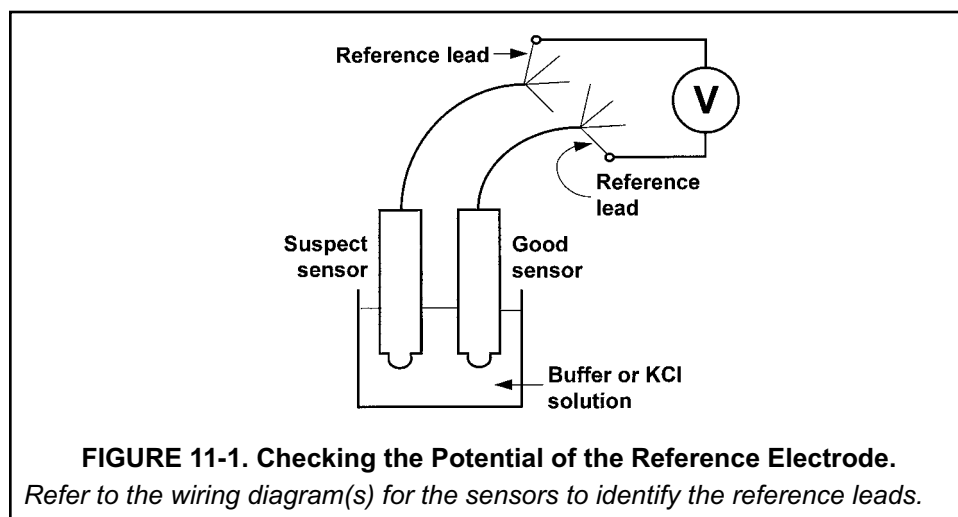 Reference lead
V
Reference
lead
Suspect
sensor
Good
sensor
Buffer or KCl
solution
FIGURE 11-1. Checking the Potential of the Reference Electrode.
Refer to the wiring diagram(s) for the sensors to identify the reference leads.